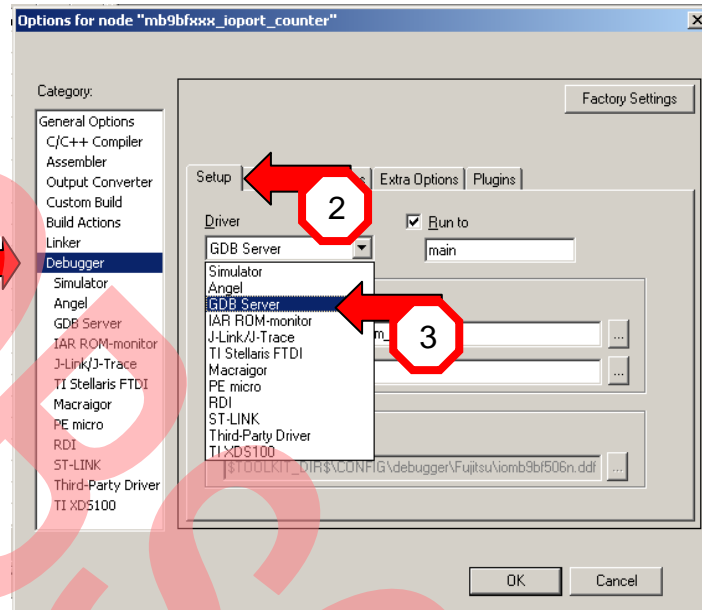 Options for node "mb9bfxxx_ioport_counter"
Category:
Factory Settings
General Options
C/C++ Compiler
Assembler
Output Converter
Custom Build
Build Actions
Linker
Debugger
Simulator
Angel
GDB Server
IAR ROM-monitor
J-Link/J-Trace
TI Stellaris FTDI
Macraigor
PE micro
RDI
ST-LINK
Third-Party Driver
TI XDS100
Setup
Extra Options
Plugins
2
Driver
Run to
GDB Server
main
Simulator
Angel
GDB Server
IAR ROM-monitor
J-Link/J-Trace
TI Stellaris FTDI
Macraigor
PE micro
RDI
ST-LINK
Third-Party Driver
TI XDS100
3
...
...
$TOOLKIT_DIR$\CONFIG\debugger\Fujitsu\iomb9bf506n.ddf
...
OK
Cancel